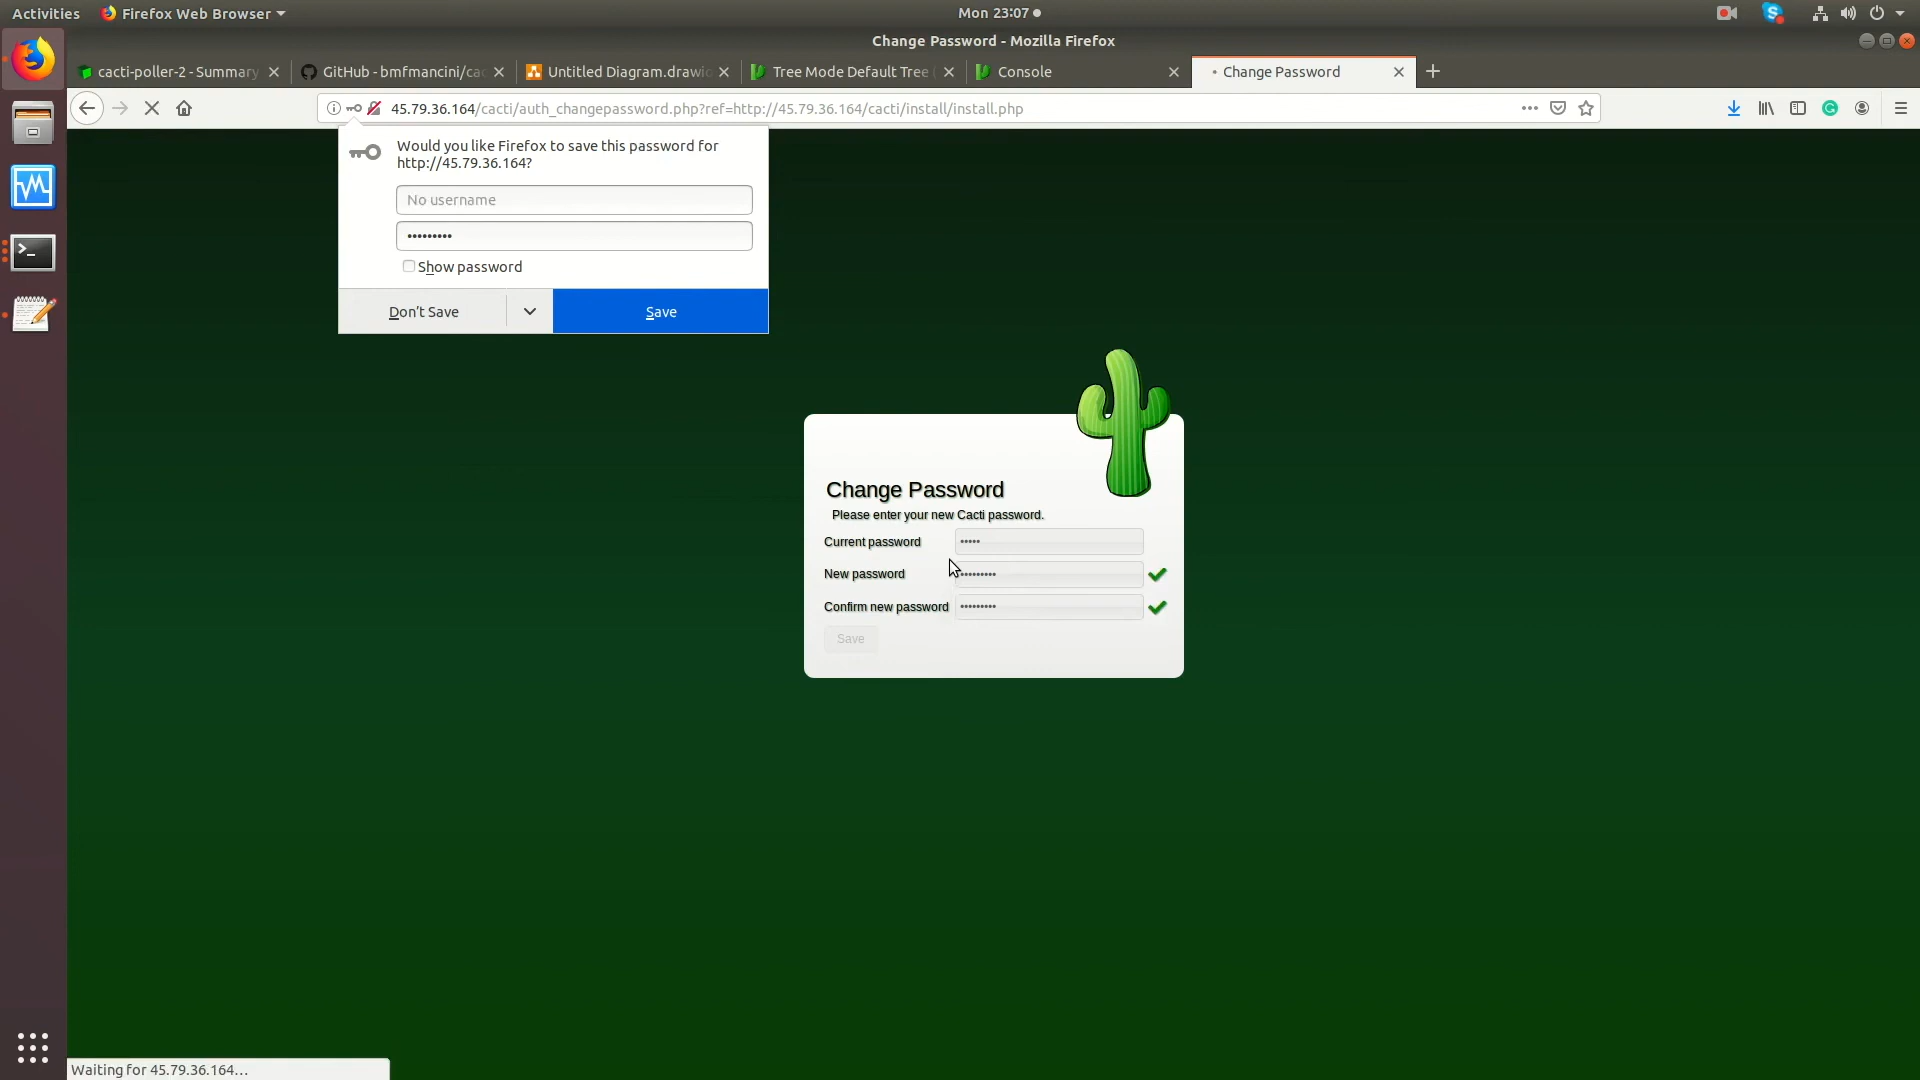 Activities
Firefox Web Browser
Mon 23:07
Change Password - Mozilla Firefox
cacti-poller-2 - Summary
GitHub - bmfmancini/cac
Untitled Diagram.drawio
Tree Mode Default Tree (
Console
Change Password
45.79.36.164/cacti/auth_changepassword.php?ref=http://45.79.36.164/cacti/install/install.php
Would you like Firefox to save this password for
http://45.79.36.164?
No username
•••••••••
Show password
Don't Save
Save
Change Password
Please enter your new Cacti password.
Current password
•••••
New password
•••••••••
Confirm new password
•••••••••
Save
Waiting for 45.79.36.164...